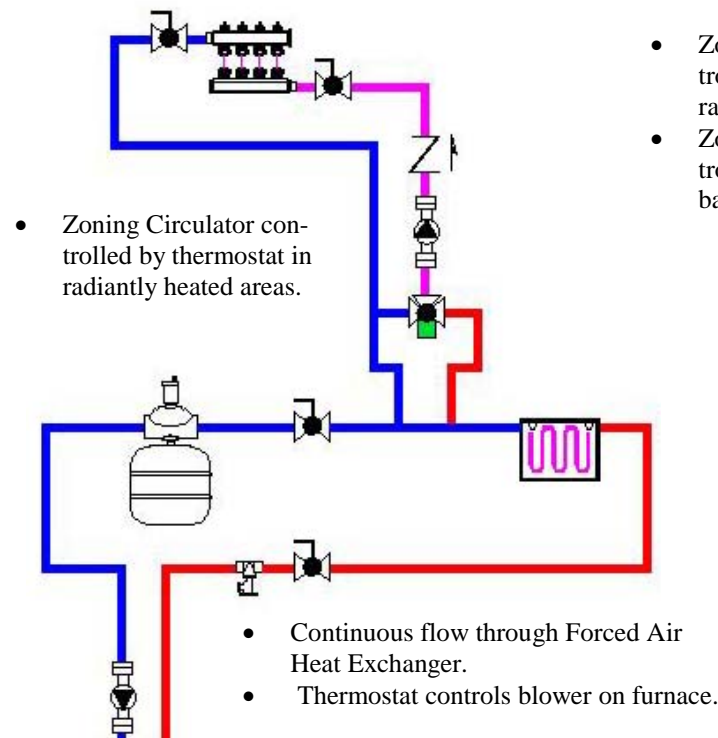 • Zoning Circulator con-
trolled by thermostat in
radiantly heated areas.
• Continuous flow through Forced Air
Heat Exchanger.
• Thermostat controls blower on furnace.